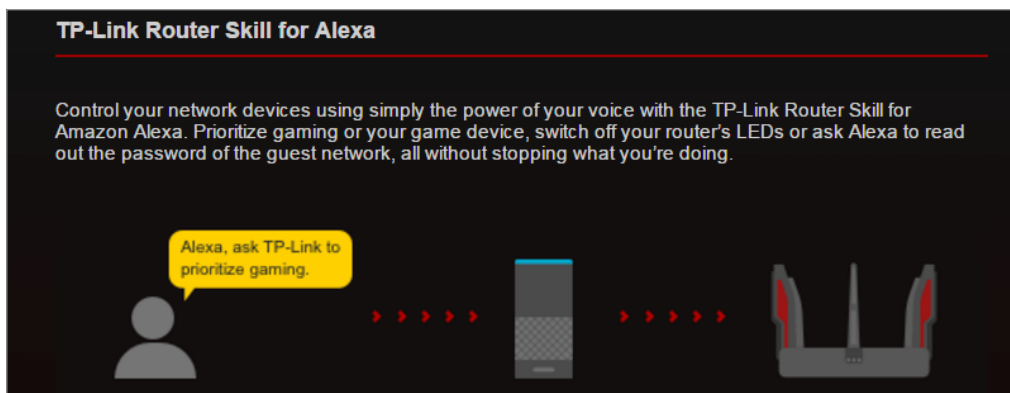 TP-Link Router Skill for Alexa
Control your network devices using simply the power of your voice with the TP-Link Router Skill for
Amazon Alexa. Prioritize gaming or your game device, switch off your router's LEDs or ask Alexa to read
out the password of the guest network, all without stopping what you're doing.
Alexa, ask TP-Link to
prioritize gaming.